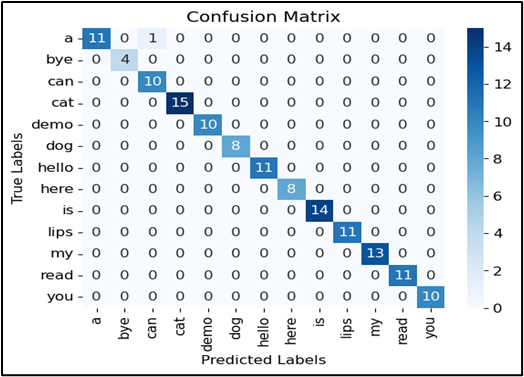 Confusion Matrix
True Labels
a 11 0 1 0 0 0 0 0 0 0 0 0 0
bye 0 4 0 0 0 0 0 0 0 0 0 0 0
can 0 0 10 0 0 0 0 0 0 0 0 0 0
cat 0 0 0 15 0 0 0 0 0 0 0 0 0
demo 0 0 0 0 10 0 0 0 0 0 0 0 0
dog 0 0 0 0 0 8 0 0 0 0 0 0 0
hello 0 0 0 0 0 0 11 0 0 0 0 0 0
here 0 0 0 0 0 0 0 8 0 0 0 0 0
is 0 0 0 0 0 0 0 0 14 0 0 0 0
lips 0 0 0 0 0 0 0 0 0 11 0 0 0
my 0 0 0 0 0 0 0 0 0 0 13 0 0
read 0 0 0 0 0 0 0 0 0 0 0 11 0
you 0 0 0 0 0 0 0 0 0 0 0 0 10
a bye can cat demo dog hello here is lips my read you
Predicted Labels
14
12
10
8
6
4
2
0